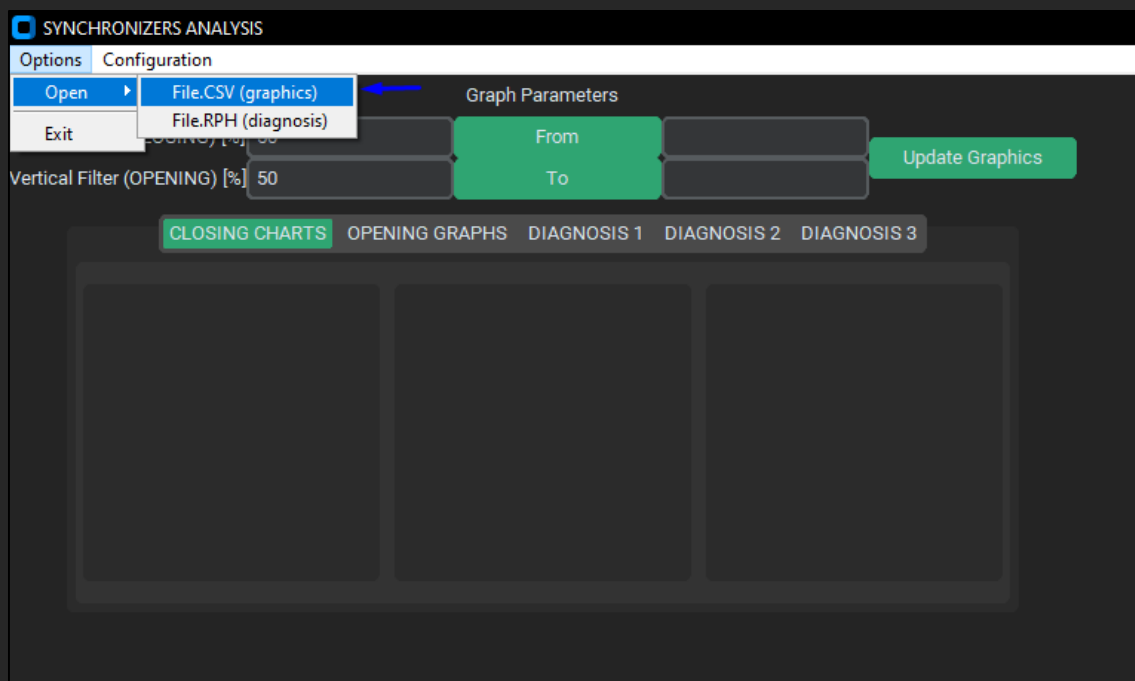 SYNCHRONIZERS ANALYSIS
Options Configuration
Open File.CSV (graphics) Graph Parameters
File.RPH (diagnosis)
Exit From
Update Graphics
Vertical Filter (OPENING) [%] 50 To
CLOSING CHARTS OPENING GRAPHS DIAGNOSIS 1 DIAGNOSIS 2 DIAGNOSIS 3